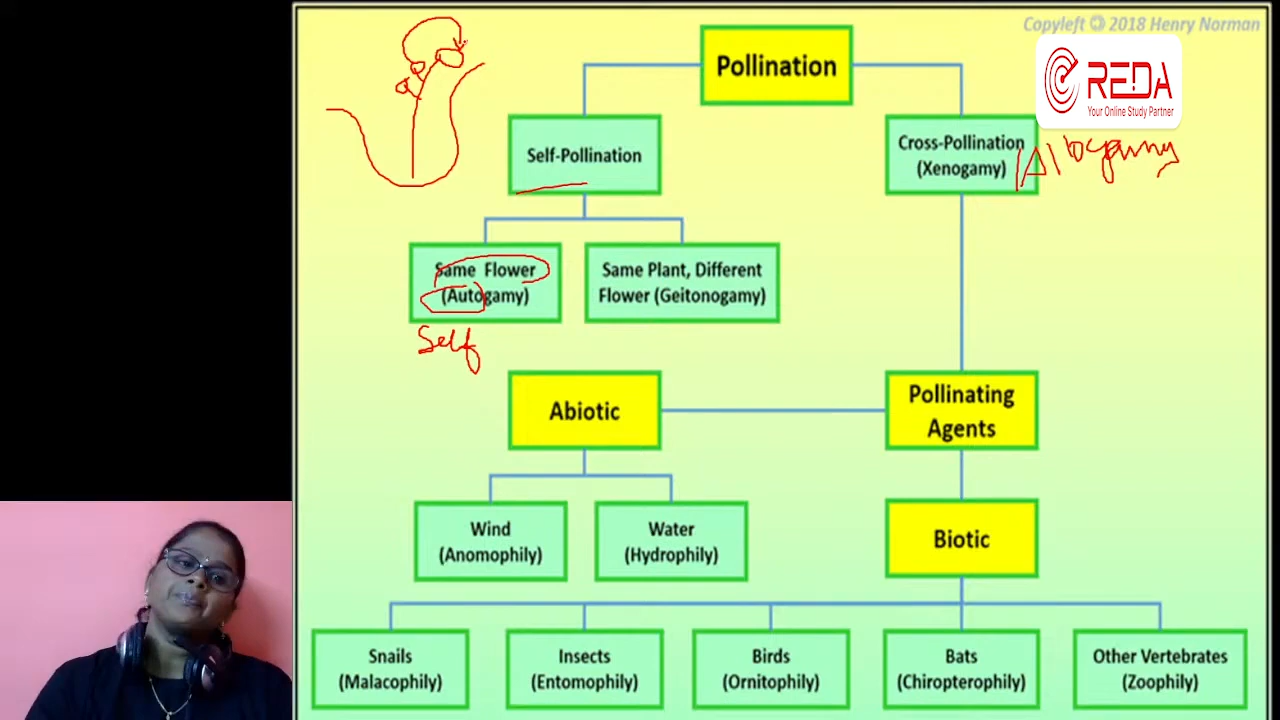 Copyleft 2018 Henry Norman
Pollination
REDA
Your Online Study Partner
Self-Pollination
Cross-Pollination
(Xenogamy)
Same Flower
(Autogamy)
Same Plant, Different
Flower (Geitonogamy)
Self
Abiotic
Pollinating
Agents
Wind
(Anomophily)
Water
(Hydrophily)
Biotic
Snails
(Malacophily)
Insects
(Entomophily)
Birds
(Ornitophily)
Bats
(Chiropterophily)
Other Vertebrates
(Zoophily)